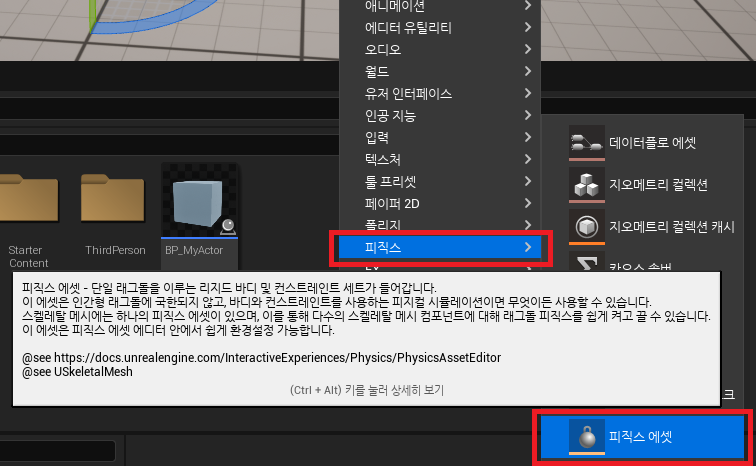 애니메이션
에디터 유틸리티
오디오
월드
유저 인터페이스
인공 지능
입력
텍스처
툴 프리셋
페이퍼 2D
폴리지
피직스
FX
데이터플로 에셋
지오메트리 컬렉션
지오메트리 컬렉션 캐시
카오스 솔버
Starter
Content
ThirdPerson
BP_MyActor
피직스 에셋 - 단일 래그돌을 이루는 리지드 바디 및 컨스트레인트 세트가 들어갑니다.
이 에셋은 인간형 래그돌에 국한되지 않고, 바디와 컨스트레인트를 사용하는 피지컬 시뮬레이션이면 무엇이든 사용할 수 있습니다.
스켈레탈 메시에는 하나의 피직스 에셋이 있으며, 이를 통해 다수의 스켈레탈 메시 컴포넌트에 대해 래그돌 피직스를 쉽게 켜고 끌 수 있습니다.
이 에셋은 피직스 에셋 에디터 안에서 쉽게 환경설정 가능합니다.
@see https://docs.unrealengine.com/InteractiveExperiences/Physics/PhysicsAssetEditor
@see USkeletalMesh
(Ctrl + Alt) 키를 눌러 상세히 보기
크
피직스 에셋